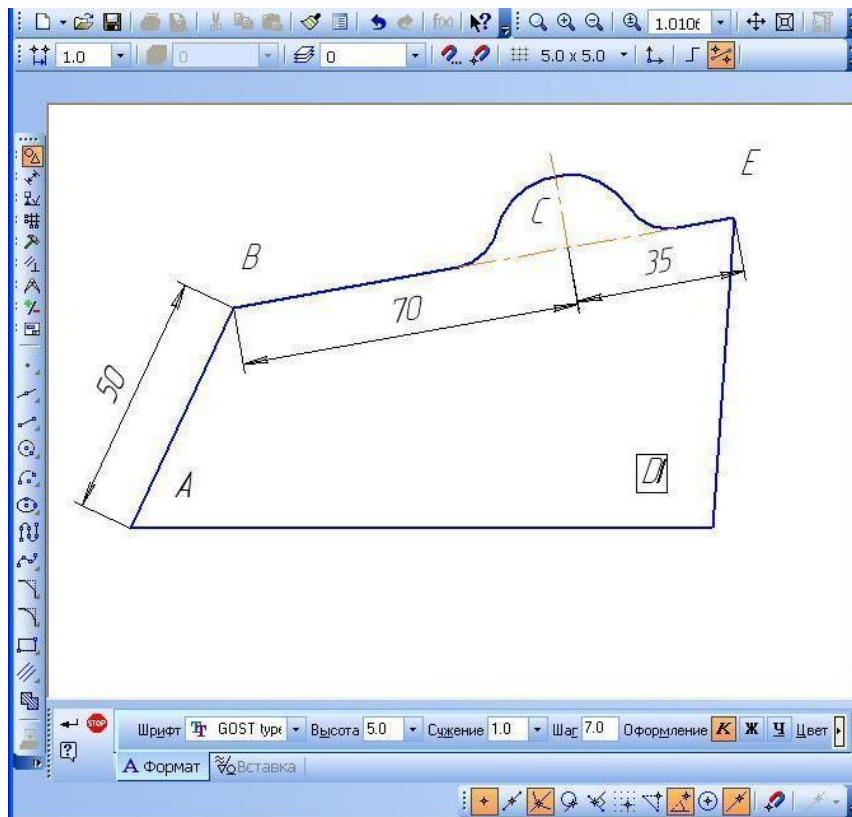 f(x)
1.010
1.0
0
0
5.0 x 5.0
E
C
B
35
70
50
A
D
Шрифт GOST type Высота 5.0 Сужение 1.0 Шаг 7.0 Оформление К Ж Ч Цвет
А Формат Вставка